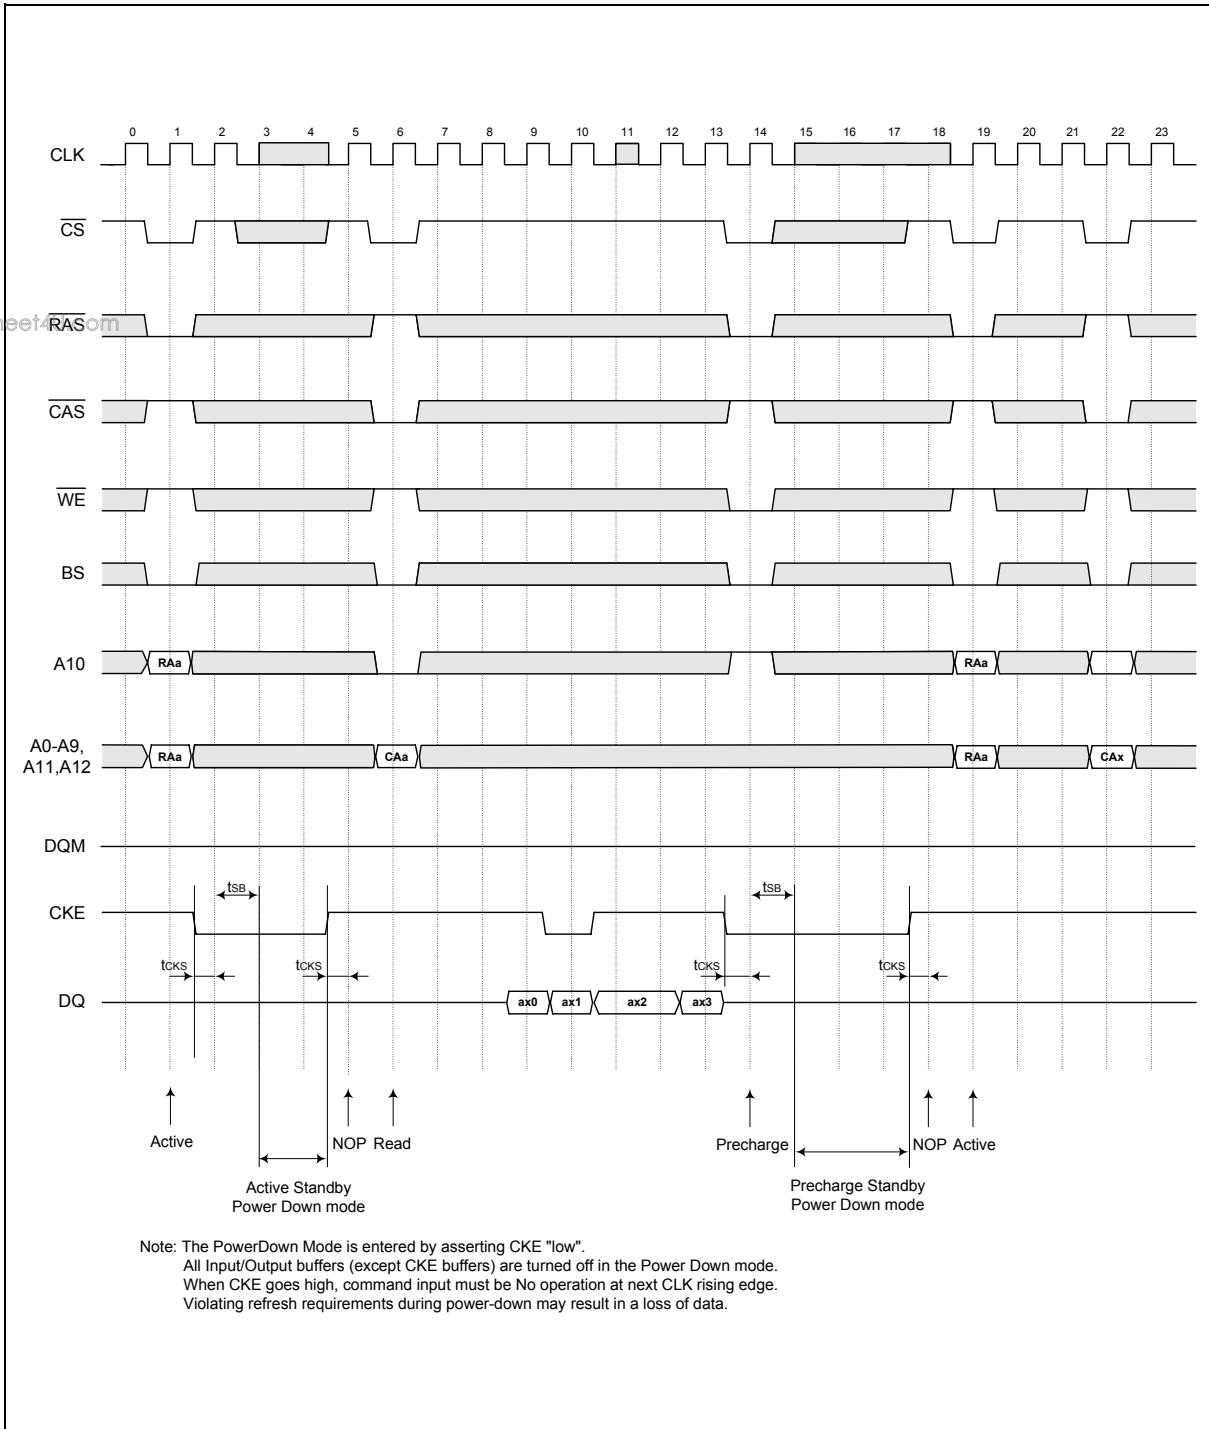 0 1 2 3 4 5 6 7 8 9 10 11 12 13 14 15 16 17 18 19 20 21 22 23
CLK
CS
RAS
CAS
WE
BS
A10 RAa RAa
A0-A9,
A11,A12 RAa CAa RAa CAx
DQM
tSB tSB
CKE
tCKS tCKS tCKS tCKS
DQ ax0 ax1 ax2 ax3
Active NOP Read Precharge NOP Active
Active Standby
Power Down mode
Precharge Standby
Power Down mode
Note: The PowerDown Mode is entered by asserting CKE "low".
All Input/Output buffers (except CKE buffers) are turned off in the Power Down mode.
When CKE goes high, command input must be No operation at next CLK rising edge.
Violating refresh requirements during power-down may result in a loss of data.